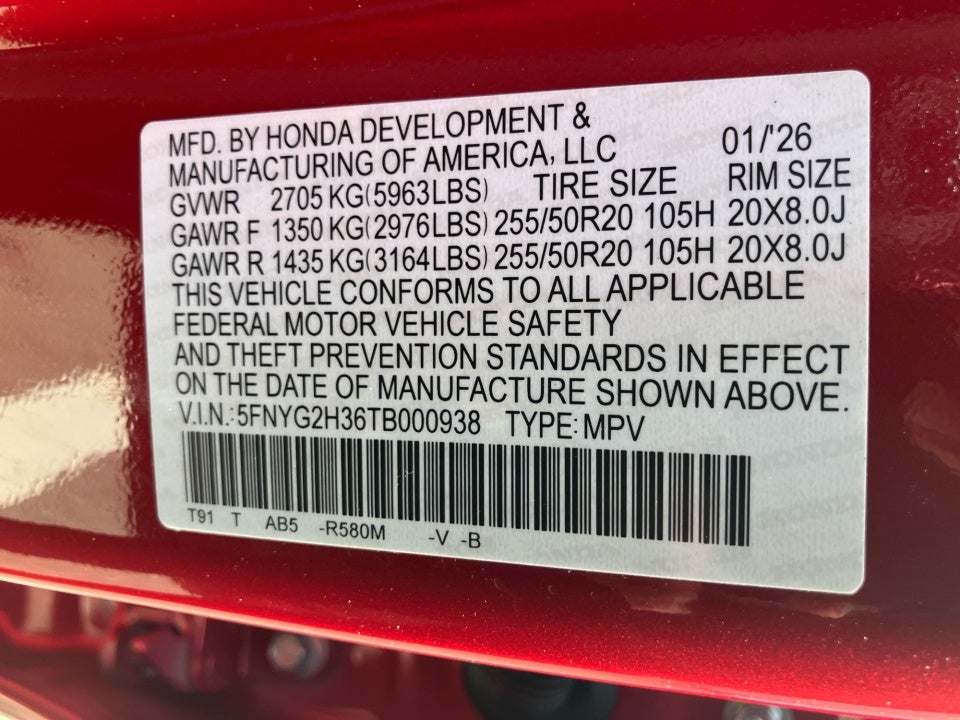 MFD. BY HONDA DEVELOPMENT &
MANUFACTURING OF AMERICA, LLC 01/'26
GVWR 2705 KG(5963LBS) TIRE SIZE RIM SIZE
GAWR F 1350 KG(2976LBS) 255/50R20 105H 20X8.0J
GAWR R 1435 KG(3164LBS) 255/50R20 105H 20X8.0J
THIS VEHICLE CONFORMS TO ALL APPLICABLE
FEDERAL MOTOR VEHICLE SAFETY
AND THEFT PREVENTION STANDARDS IN EFFECT
ON THE DATE OF MANUFACTURE SHOWN ABOVE.
V.I.N.: 5FNYG2H36TB000938 TYPE: MPV
T91 T AB5 -R580M -V -B